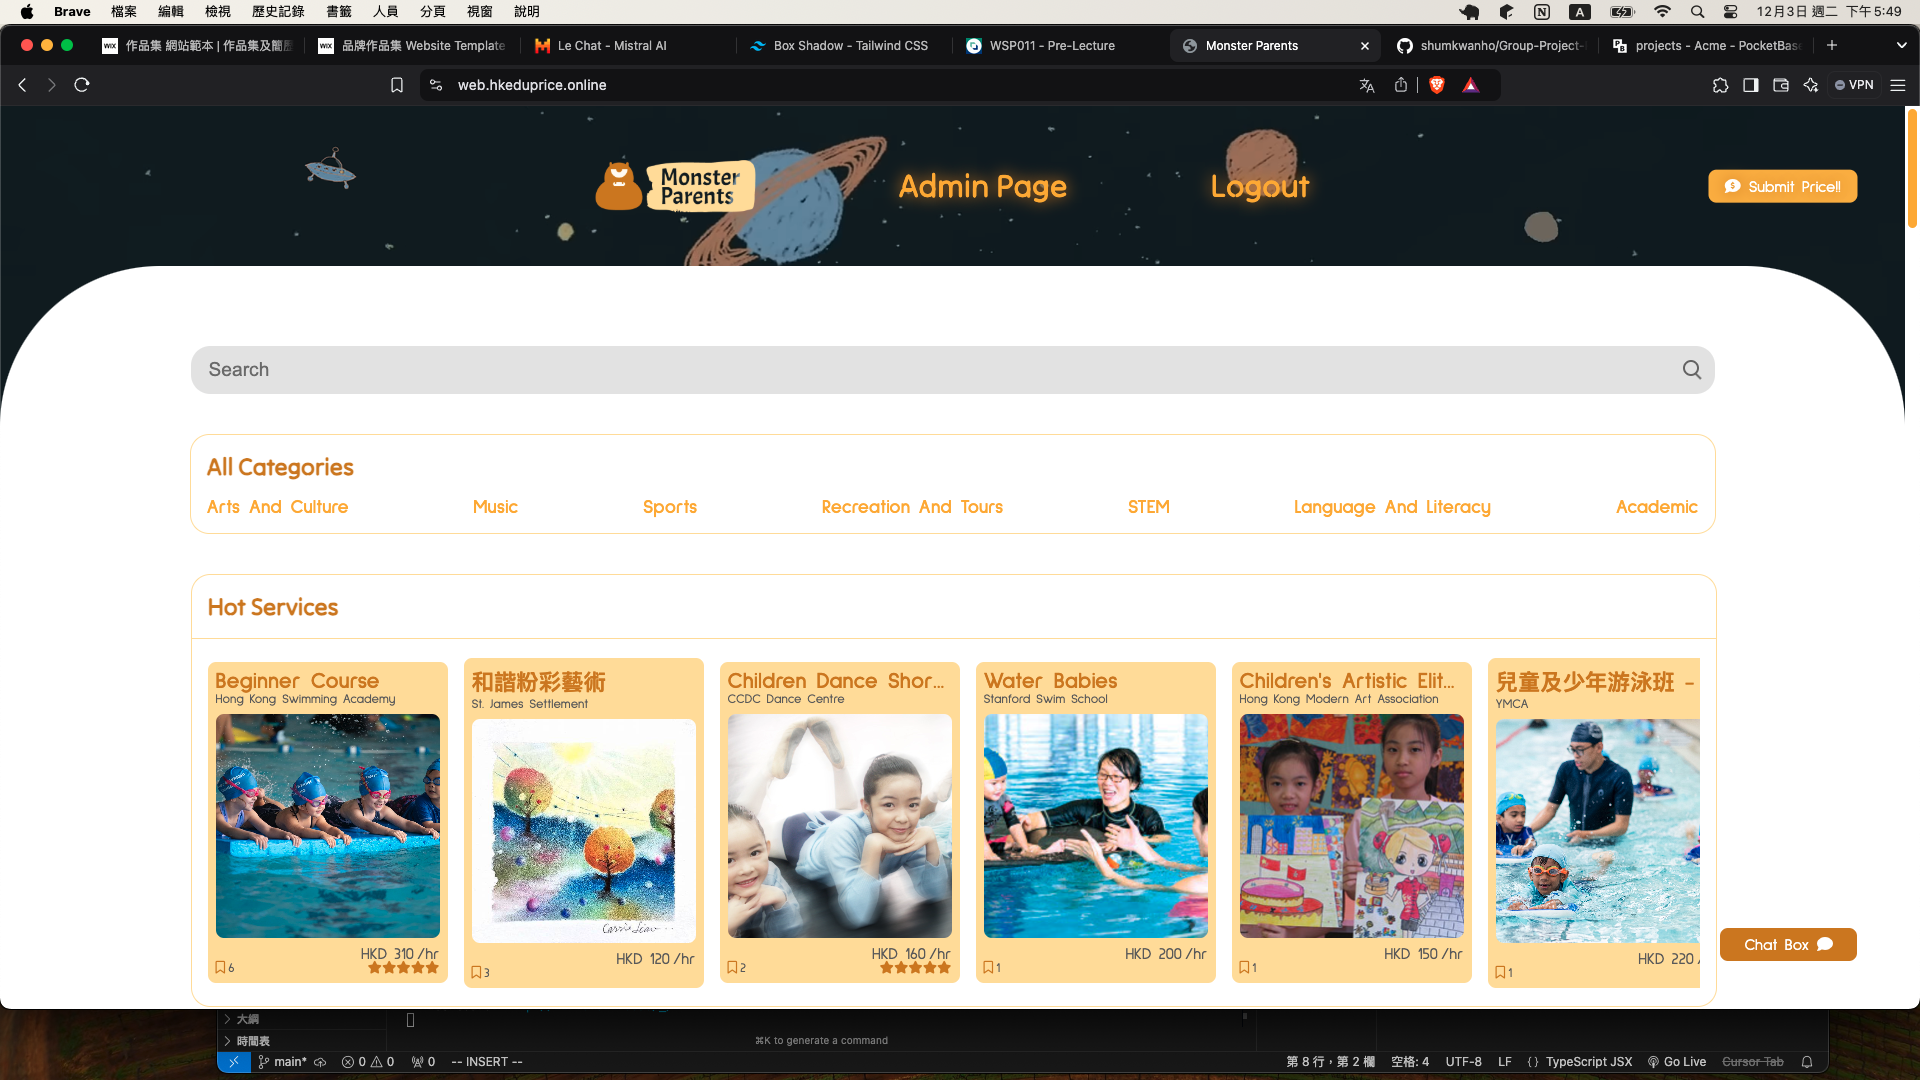 Brave 檔案 編輯 檢視 歷史記錄 書籤 人員 分頁 視窗 說明 12月3日 週二 下午5:49
WIX 作品集 網站範本 | 作品集及簡歷
WIX 品牌作品集 Website Template
Le Chat - Mistral AI
Box Shadow - Tailwind CSS
WSP011 - Pre-Lecture
Monster Parents
shumkwanho/Group-Project-
projects - Acme - PocketBase
web.hkeduprice.online
VPN
Monster
Parents
Admin Page
Logout
Submit Price!!
Search
All Categories
Arts And Culture
Music
Sports
Recreation And Tours
STEM
Language And Literacy
Academic
Hot Services
Beginner Course
Hong Kong Swimming Academy
HKD 310 /hr
6
和諧粉彩藝術
St. James Settlement
HKD 120 /hr
3
Children Dance Shor...
CCDC Dance Centre
HKD 160 /hr
2
Water Babies
Stanford Swim School
HKD 200 /hr
1
Children's Artistic Elit...
Hong Kong Modern Art Association
HKD 150 /hr
1
兒童及少年游泳班 -
YMCA
HKD 220 /
1
Chat Box
大綱
時間表
⌘K to generate a command
main* 0 0 0 -- INSERT --
第 8 行，第 2 欄 空格: 4 UTF-8 LF {} TypeScript JSX Go Live Cursor Tab